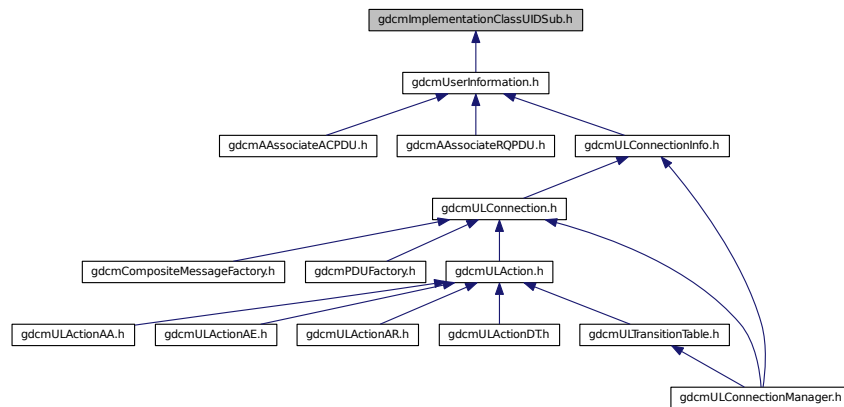 gdcmImplementationClassUIDSub.h
gdcmUserInformation.h
gdcmAAssociateACPDU.h
gdcmAAssociateRQPDU.h
gdcmULConnectionInfo.h
gdcmULConnection.h
gdcmCompositeMessageFactory.h
gdcmPDUFactory.h
gdcmULAction.h
gdcmULActionAA.h
gdcmULActionAE.h
gdcmULActionAR.h
gdcmULActionDT.h
gdcmULTransitionTable.h
gdcmULConnectionManager.h